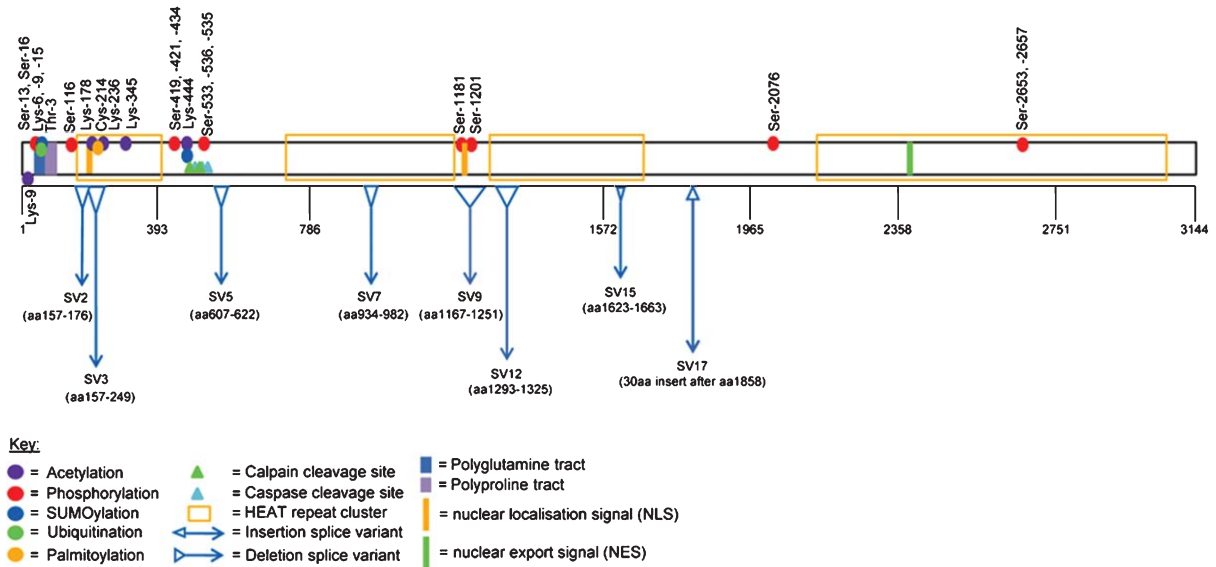 Ser-13, Ser-16
Lys-6, -9, -15
Thr-3
Ser-116
Lys-178
Cys-214
Lys-236
Lys-345
Ser-419, -421, -434
Lys-444
Ser-533, -536, -535
Ser-1181
Ser-1201
Ser-2076
Ser-2653, -2657
Lys-9
1
393
786
1572
1965
2358
2751
3144
SV2
(aa157-176)
SV5
(aa607-622)
SV7
(aa934-982)
SV9
(aa1167-1251)
SV15
(aa1623-1663)
SV3
(aa157-249)
SV12
(aa1293-1325)
SV17
(30aa insert after aa1858)
Key:
= Acetylation
= Phosphorylation
= SUMOylation
= Ubiquitination
= Palmitoylation
= Calpain cleavage site
= Caspase cleavage site
= HEAT repeat cluster
= Insertion splice variant
= Deletion splice variant
= Polyglutamine tract
= Polyproline tract
= nuclear localisation signal (NLS)
= nuclear export signal (NES)